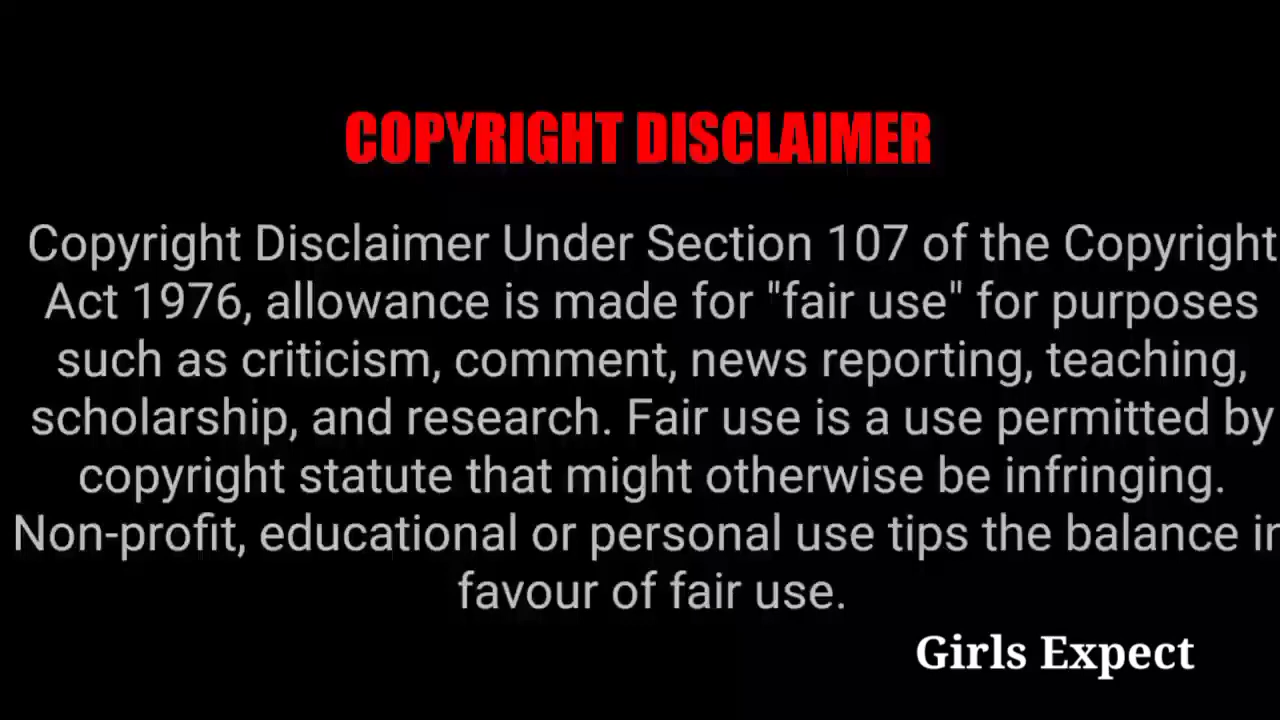 COPYRIGHT DISCLAIMER
Copyright Disclaimer Under Section 107 of the Copyright
Act 1976, allowance is made for "fair use" for purposes
such as criticism, comment, news reporting, teaching,
scholarship, and research. Fair use is a use permitted by
copyright statute that might otherwise be infringing.
Non-profit, educational or personal use tips the balance in
favour of fair use.
Girls Expect